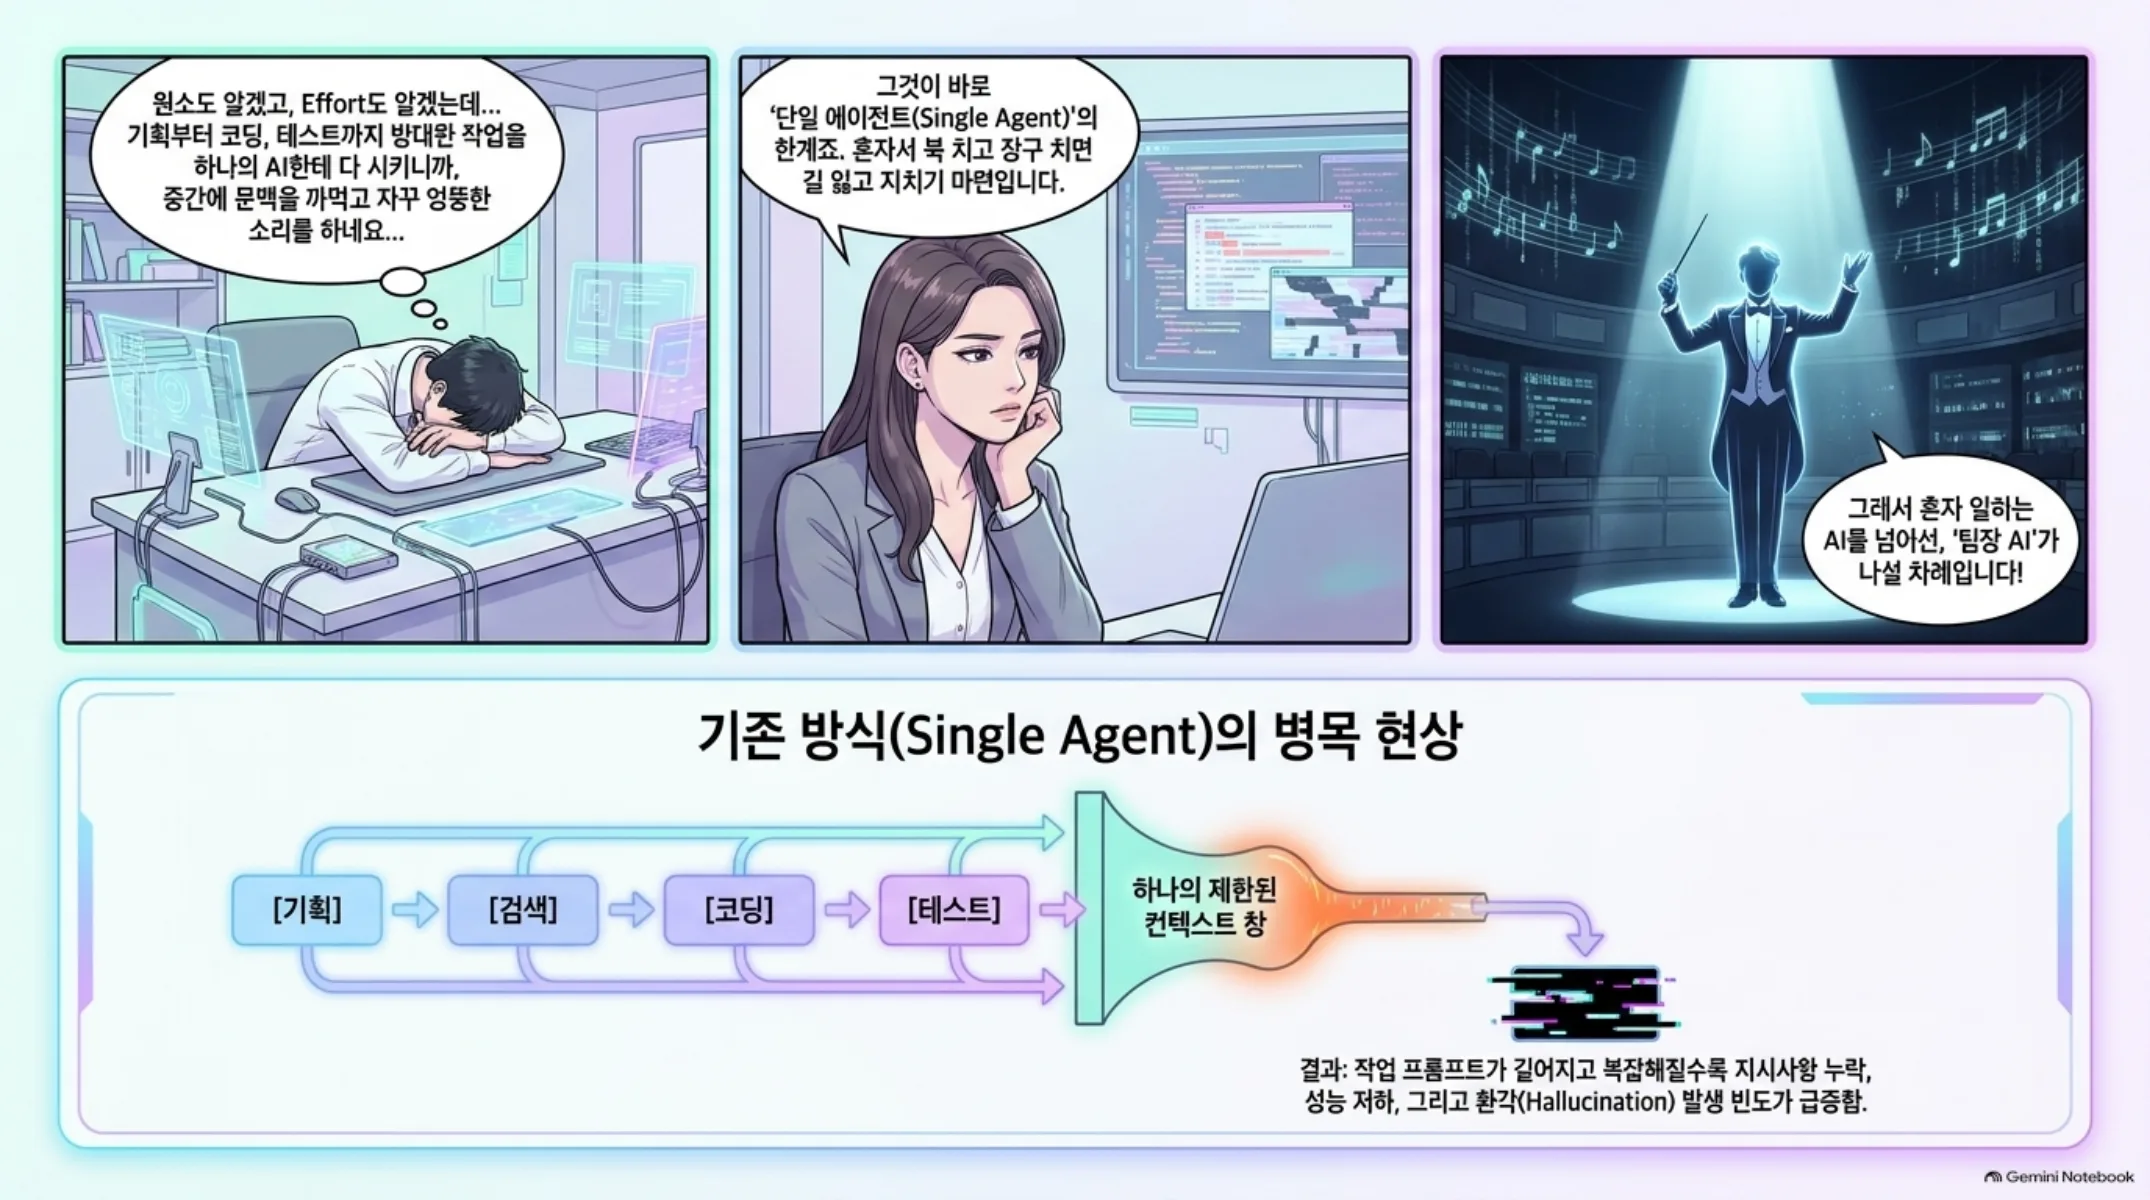 원소도 알겠고, Effort도 알겠는데...
기획부터 코딩, 테스트까지 방대완 작업을
하나의 AI한테 다 시키니까,
중간에 문맥을 까먹고 자꾸 엉뚱한
소리를 하네요...
그것이 바로
‘단일 에이전트(Single Agent)'의
한계죠. 혼자서 북 치고 장구 치면
길 잃고 지치기 마련입니다.
그래서 혼자 일하는
AI를 넘어선, '팀장 AI'가
나설 차례입니다!
기존 방식(Single Agent)의 병목 현상
[기획]
[검색]
[코딩]
[테스트]
하나의 제한된
컨텍스트 창
결과: 작업 프롬프트가 길어지고 복잡해질수록 지시사항 누락,
성능 저하, 그리고 환각(Hallucination) 발생 빈도가 급증함.
Gemini Notebook